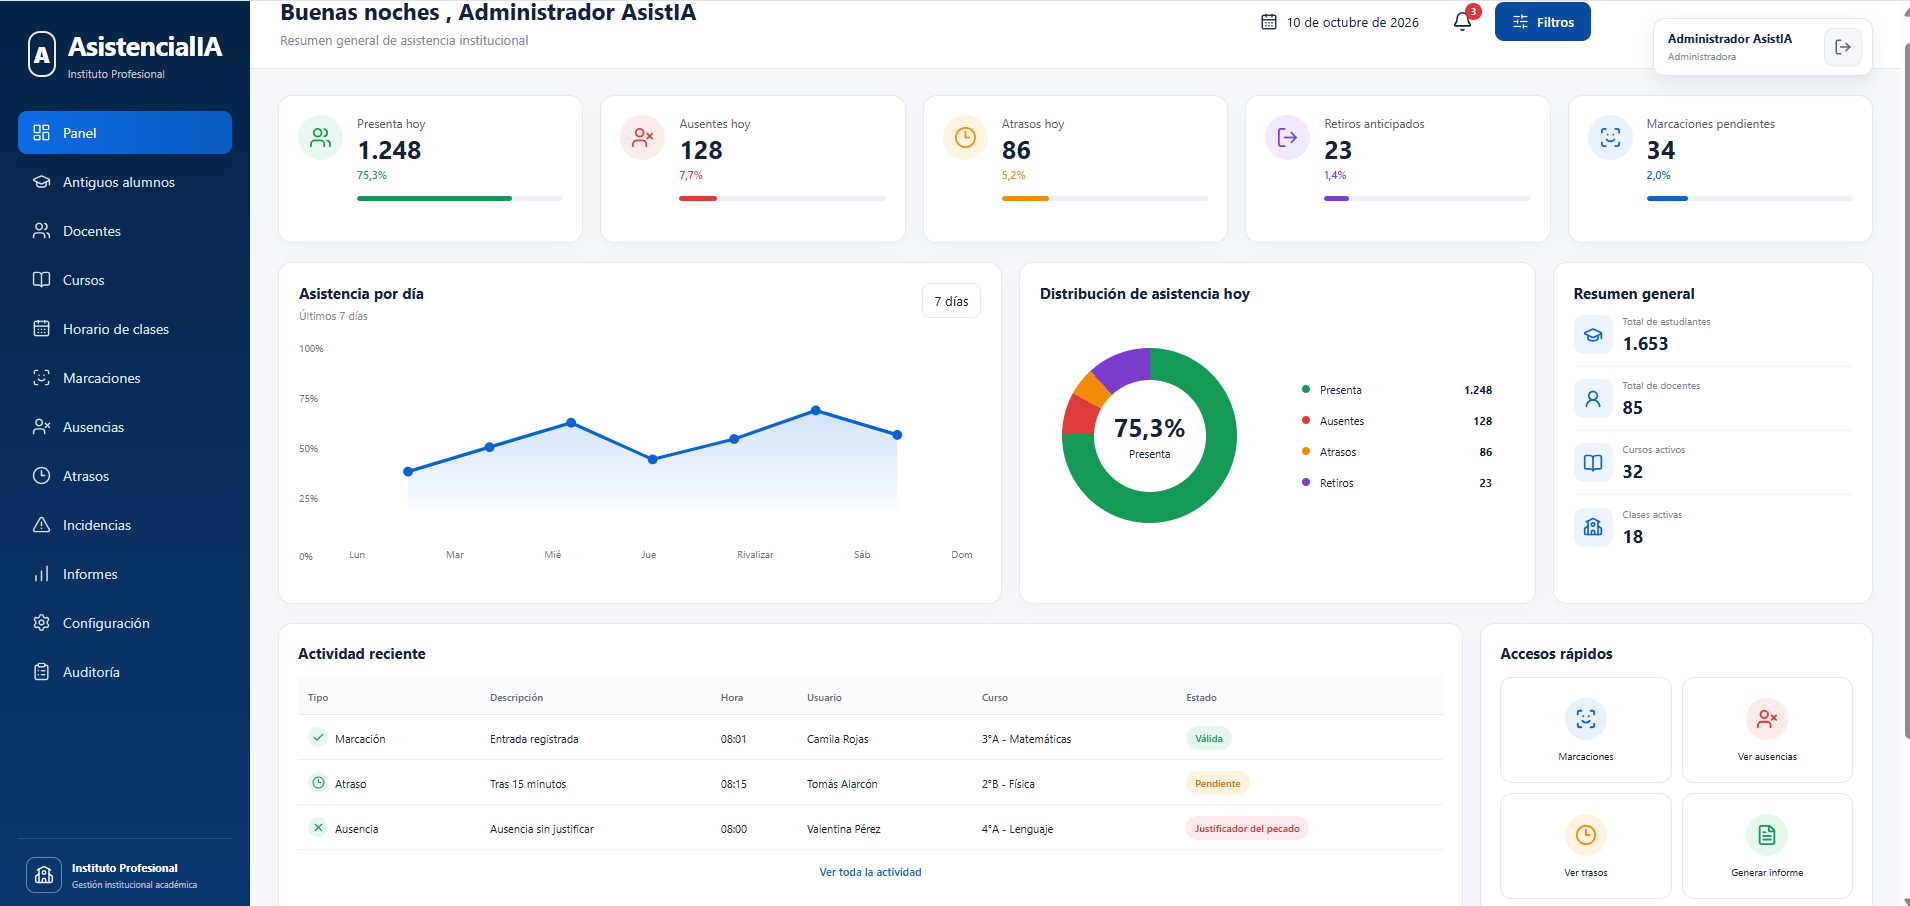 A
AsistencialIA
Instituto Profesional
Panel
Antiguos alumnos
Docentes
Cursos
Horario de clases
Marcaciones
Ausencias
Atrasos
Incidencias
Informes
Configuración
Auditoría
Instituto Profesional
Gestión institucional académica
Buenas noches , Administrador AsistIA
Resumen general de asistencia institucional
10 de octubre de 2026
3
Filtros
Administrador AsistIA
Administradora
Presenta hoy
1.248
75,3%
Ausentes hoy
128
7,7%
Atrasos hoy
86
5,2%
Retiros anticipados
23
1,4%
Marcaciones pendientes
34
2,0%
Asistencia por día
Últimos 7 días
7 días
100%
75%
50%
25%
0%
Lun Mar Mié Jue Rivalizar Sáb Dom
Distribución de asistencia hoy
75,3%
Presenta
Presenta 1.248
Ausentes 128
Atrasos 86
Retiros 23
Resumen general
Total de estudiantes
1.653
Total de docentes
85
Cursos activos
32
Clases activas
18
Actividad reciente
Tipo Descripción Hora Usuario Curso Estado
Marcación Entrada registrada 08:01 Camila Rojas 3°A - Matemáticas Válida
Atraso Tras 15 minutos 08:15 Tomás Alarcón 2°B - Física Pendiente
Ausencia Ausencia sin justificar 08:00 Valentina Pérez 4°A - Lenguaje Justificador del pecado
Ver toda la actividad
Accesos rápidos
Marcaciones
Ver ausencias
Ver trasos
Generar informe